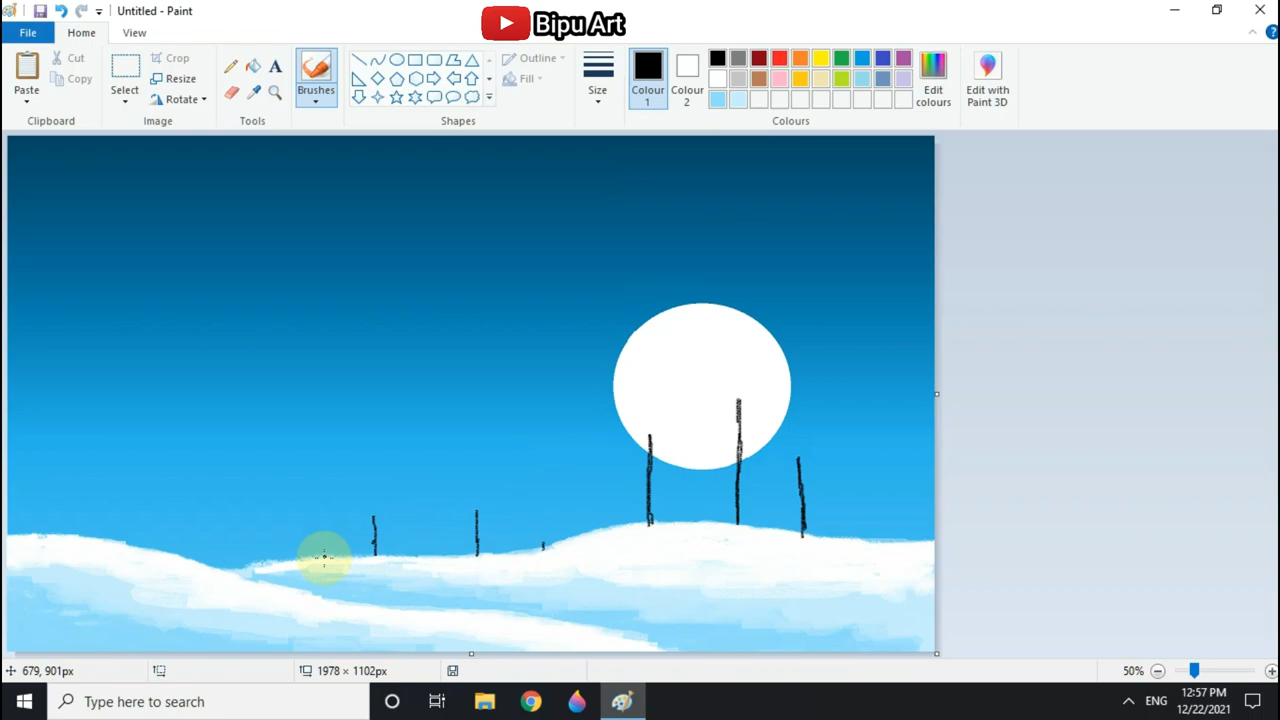 Untitled - Paint
Bipu Art
File
Home
View
Paste
Cut
Copy
Clipboard
Select
Crop
Resize
Rotate
Image
A
Tools
Brushes
Outline
Fill
Shapes
Size
Colour
1
Colour
2
Edit
colours
Colours
Edit with
Paint 3D
679, 901px
1978 × 1102px
50%
Type here to search
ENG
12:57 PM
12/22/2021